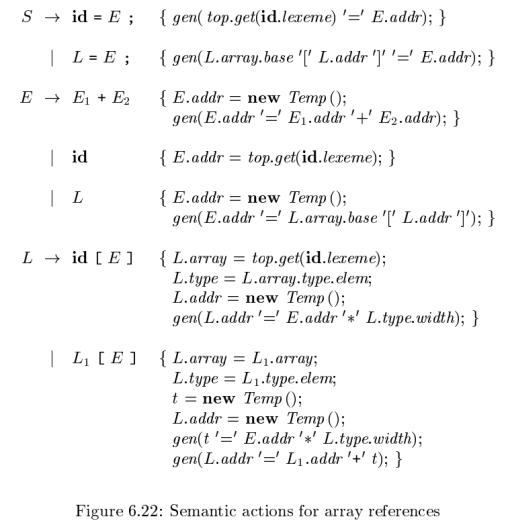 S → id = E ; { gen( top.get(id.lexeme) '=' E.addr); }
| L = E ; { gen(L.array.base '[' L.addr ']' '=' E.addr); }
E → E₁ + E₂ { E.addr = new Temp();
gen(E.addr '=' E₁.addr '+' E₂.addr); }
| id { E.addr = top.get(id.lexeme); }
| L { E.addr = new Temp();
gen(E.addr '=' L.array.base '[' L.addr ']'); }
L → id [ E ] { L.array = top.get(id.lexeme);
L.type = L.array.type.elem;
L.addr = new Temp();
gen(L.addr '=' E.addr '*' L.type.width); }
| L₁ [ E ] { L.array = L₁.array;
L.type = L₁.type.elem;
t = new Temp();
L.addr = new Temp();
gen(t '=' E.addr '*' L.type.width);
gen(L.addr '=' L₁.addr '+' t); }
Figure 6.22: Semantic actions for array references